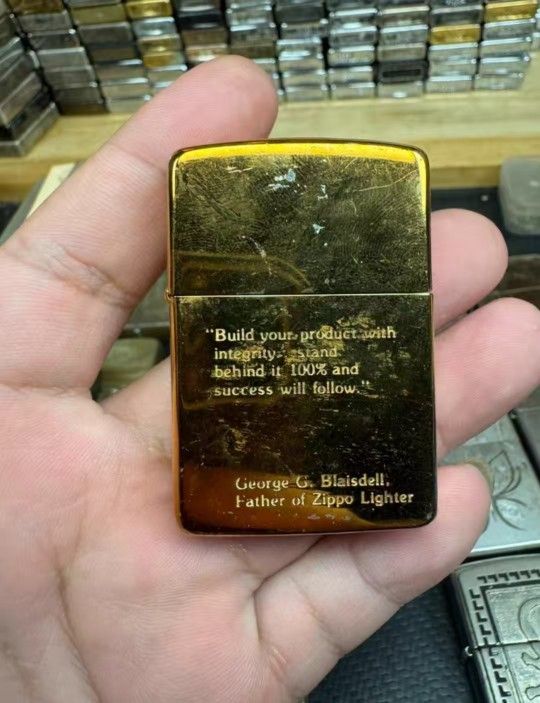 "Build your product with
integrity- stand
behind it 100% and
success will follow."
George G. Blaisdell,
Father of Zippo Lighter